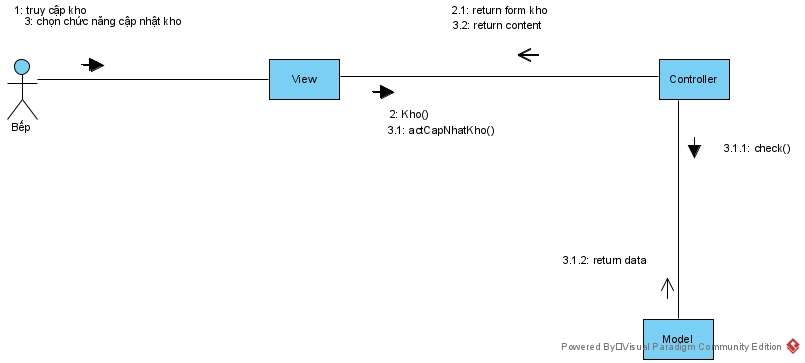 1: truy cập kho
3: chọn chức năng cập nhật kho
2.1: return form kho
3.2: return content
View
Controller
Bếp
2: Kho()
3.1: actCapNhatKho()
3.1.1: check()
3.1.2: return data
Model
Powered By Visual Paradigm Community Edition